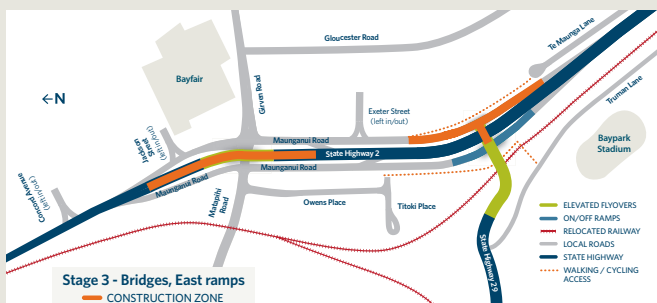 Gloucester Road
Te Maunga Lane
Bayfair
Girven Road
←N
Exeter Street
(left in/out)
Truman Lane
Jadson
Street
(left in/out)
Maunganui Road
Baypark
Stadium
State Highway 2
Concord Avenue
(left in/out)
Maunganui Road
Maunganui Road
Matapihi
Road
Owens Place
Titoki Place
State Highway 29
ELEVATED FLYOVERS
ON/OFF RAMPS
RELOCATED RAILWAY
LOCAL ROADS
STATE HIGHWAY
WALKING / CYCLING
ACCESS
Stage 3 - Bridges, East ramps
CONSTRUCTION ZONE